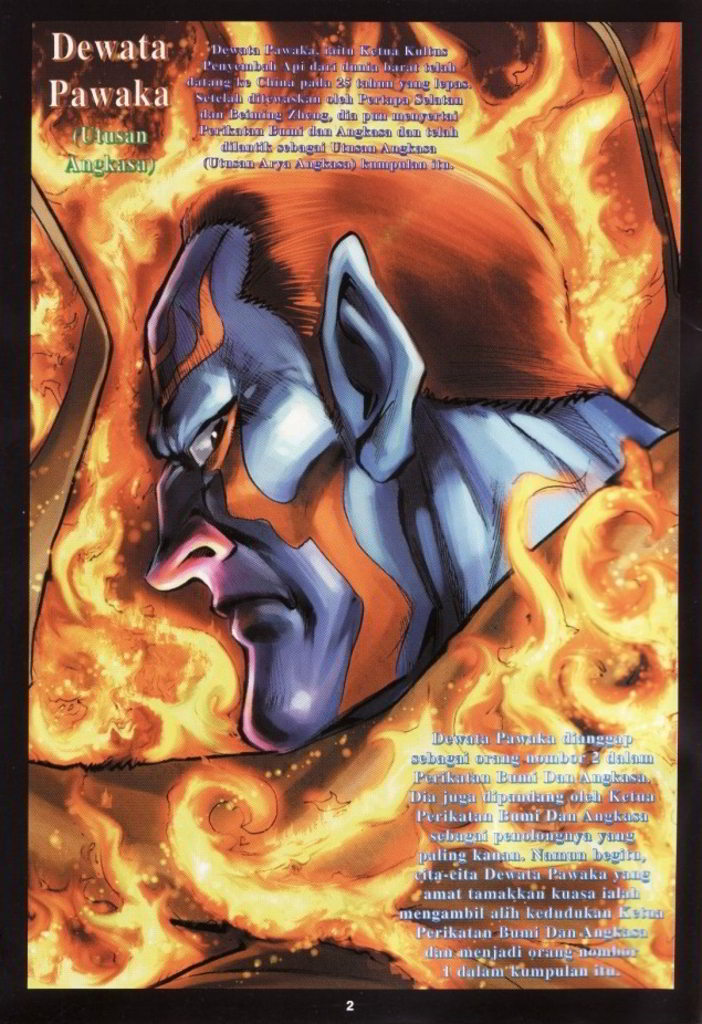 Dewata
Pawaka
(Utusan
Angkasa)
Dewata Pawaka, iaitu Ketua Kultus
Penyembah Api dari dunia barat telah
datang ke China pada 25 tahun yang lepas.
Setelah ditewaskan oleh Pertapa Selatan
dan Beiming Zheng, dia pun menyertai
Perikatan Bumi dan Angkasa dan telah
dilantik sebagai Utusan Angkasa
(Utusan Arya Angkasa) kumpulan itu.
Dewata Pawaka dianggap
sebagai orang nombor 2 dalam
Perikatan Bumi Dan Angkasa.
Dia juga dipandang oleh Ketua
Perikatan Bumi Dan Angkasa
sebagai penolongnya yang
paling kanan. Namun begitu,
cita-cita Dewata Pawaka yang
amat tamakkan kuasa ialah
mengambil alih kedudukan Ketua
Perikatan Bumi Dan Angkasa
dan menjadi orang nombor
1 dalam kumpulan itu.
2